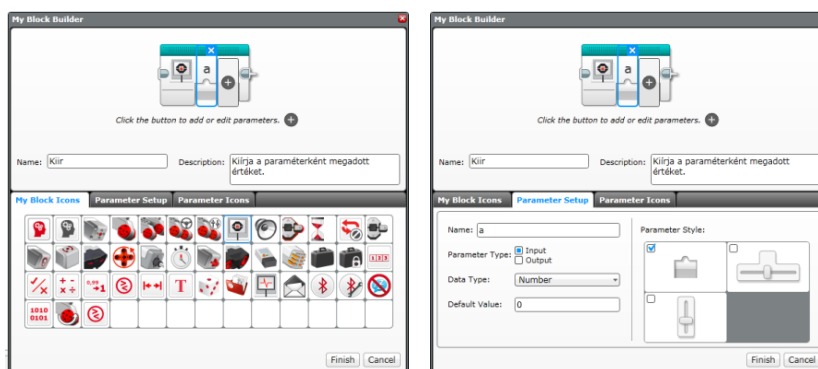 My Block Builder
a
Click the button to add or edit parameters.
Name: Kiir Description: Kiírja a paraméterként megadott
értéket.
My Block Icons Parameter Setup Parameter Icons
T
1010
0101
Finish Cancel
My Block Builder
a
Click the button to add or edit parameters.
Name: Kiir Description: Kiírja a paraméterként megadott
értéket.
My Block Icons Parameter Setup Parameter Icons
Name: a
Parameter Type: Input
Output
Data Type: Number
Default Value: 0
Parameter Style:
Finish Cancel